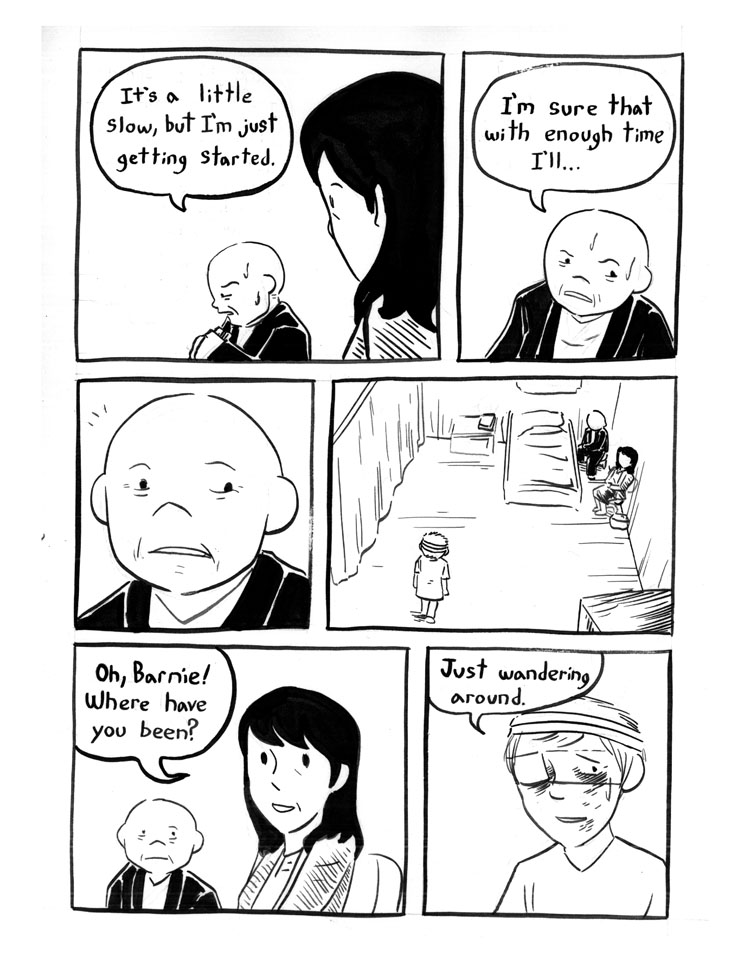 It's a little
slow, but I'm just
getting started.
I'm sure that
with enough time
I'll...
Oh, Barnie!
Where have
you been?
Just wandering
around.